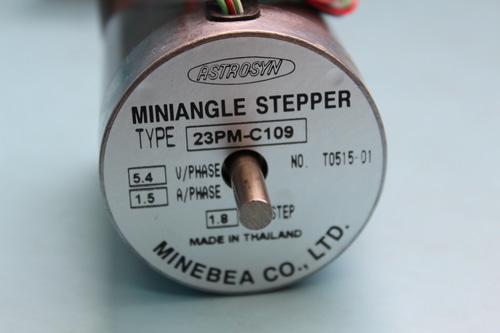 ASTROSYN
MINIANGLE STEPPER
TYPE 23PM-C109
5.4 V/PHASE NO. T0515-01
1.5 A/PHASE
1.8 STEP
MADE IN THAILAND
MINEBEA CO., LTD.